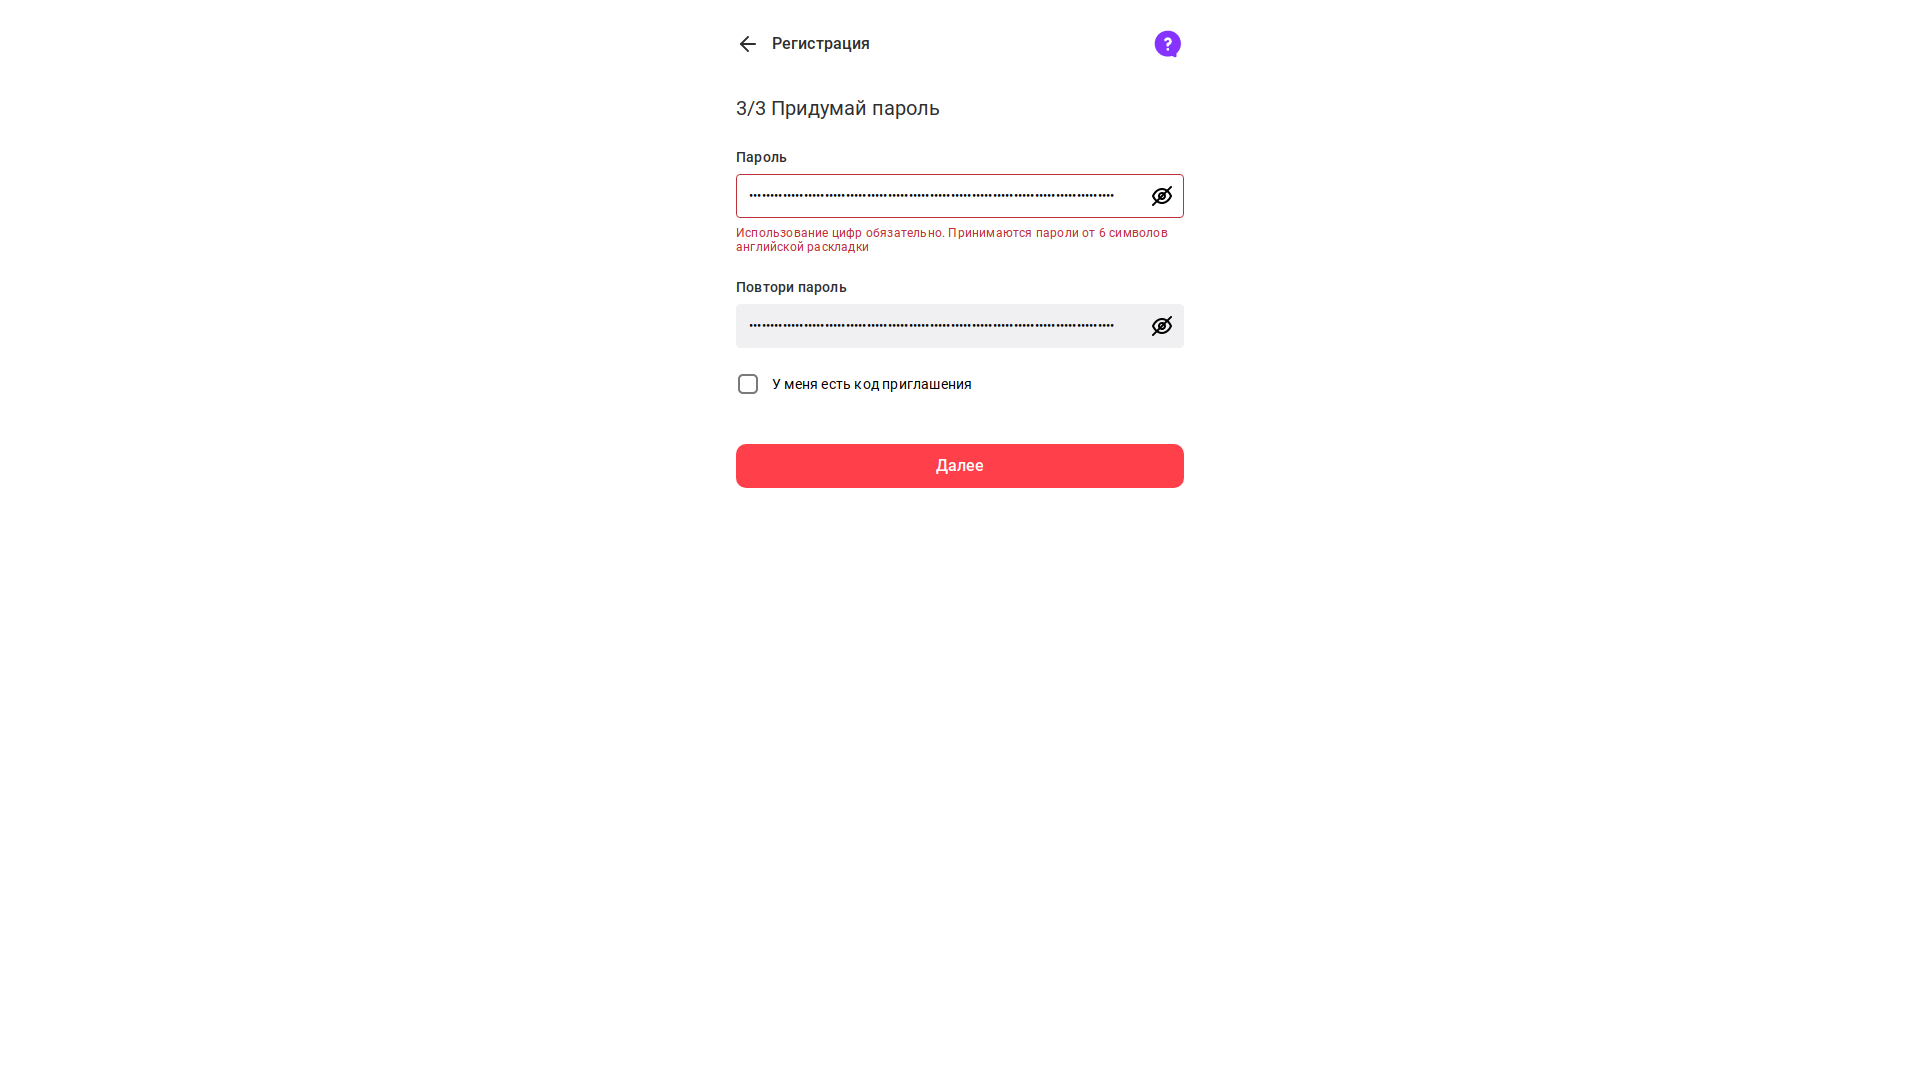 Регистрация
3/3 Придумай пароль
Пароль
Использование цифр обязательно. Принимаются пароли от 6 символов
английской раскладки
Повтори пароль
У меня есть код приглашения
Далее